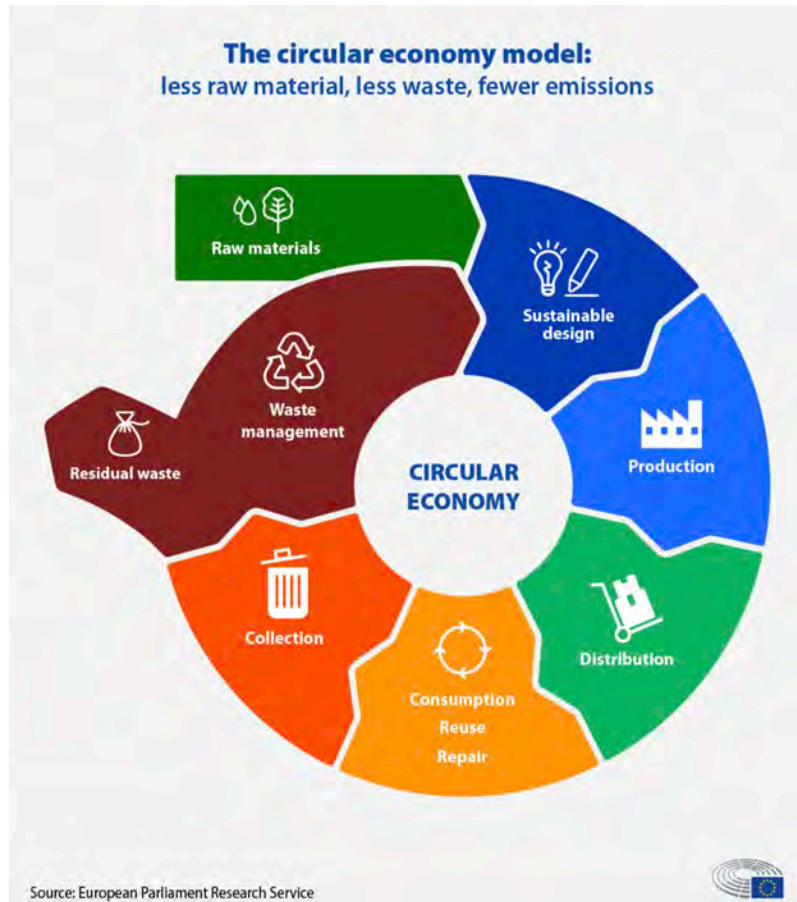 The circular economy model:
less raw material, less waste, fewer emissions
Raw materials
Sustainable
design
Production
Distribution
Consumption
Reuse
Repair
Collection
Waste
management
Residual waste
CIRCULAR
ECONOMY
Source: European Parliament Research Service